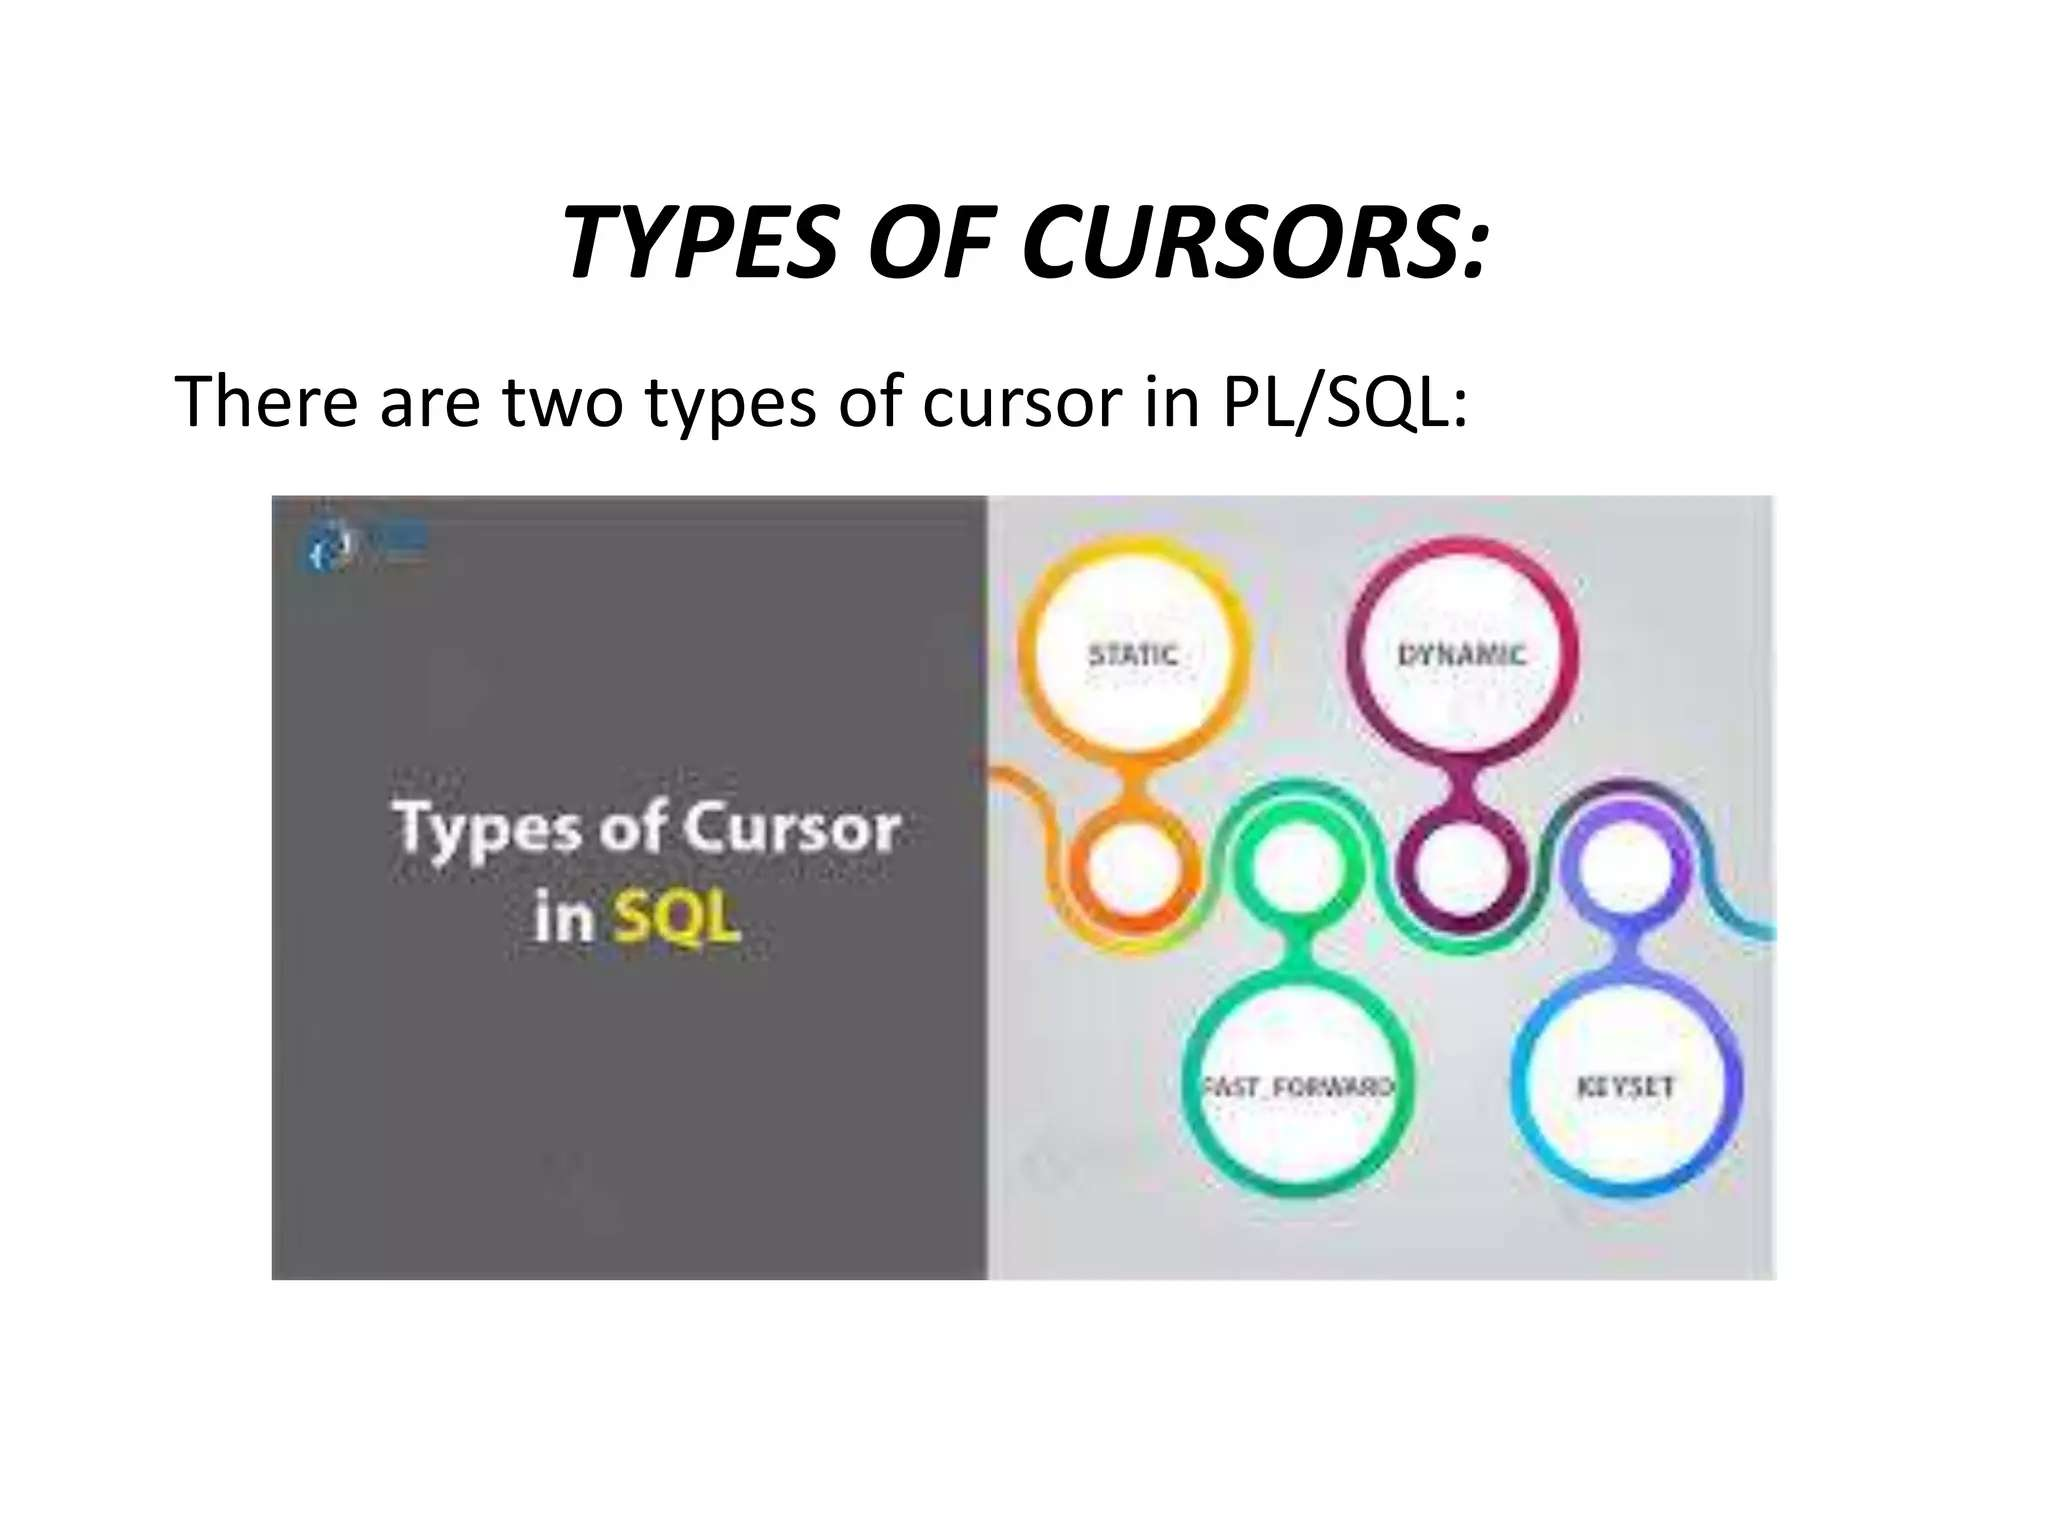 TYPES OF CURSORS:
There are two types of cursor in PL/SQL:
Types of Cursor
in SQL
STATIC
DYNAMIC
FAST_FORWARD
KEYSET